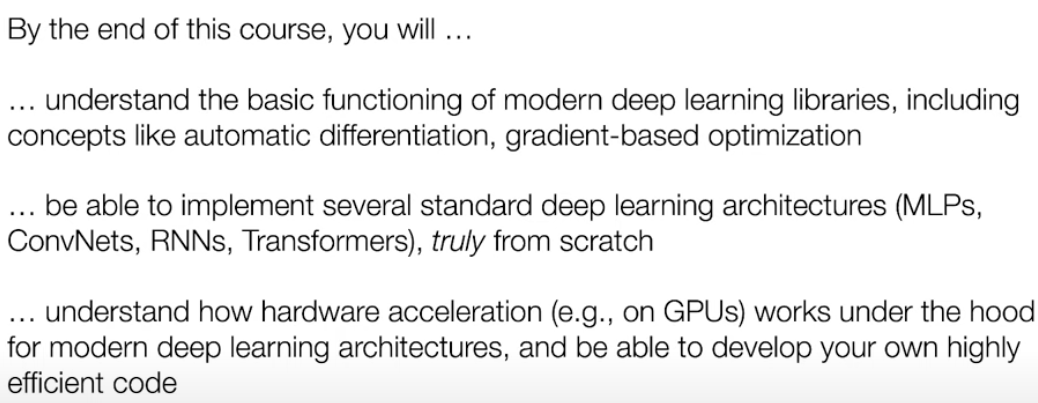 By the end of this course, you will …
… understand the basic functioning of modern deep learning libraries, including
concepts like automatic differentiation, gradient-based optimization
… be able to implement several standard deep learning architectures (MLPs,
ConvNets, RNNs, Transformers), truly from scratch
… understand how hardware acceleration (e.g., on GPUs) works under the hood
for modern deep learning architectures, and be able to develop your own highly
efficient code